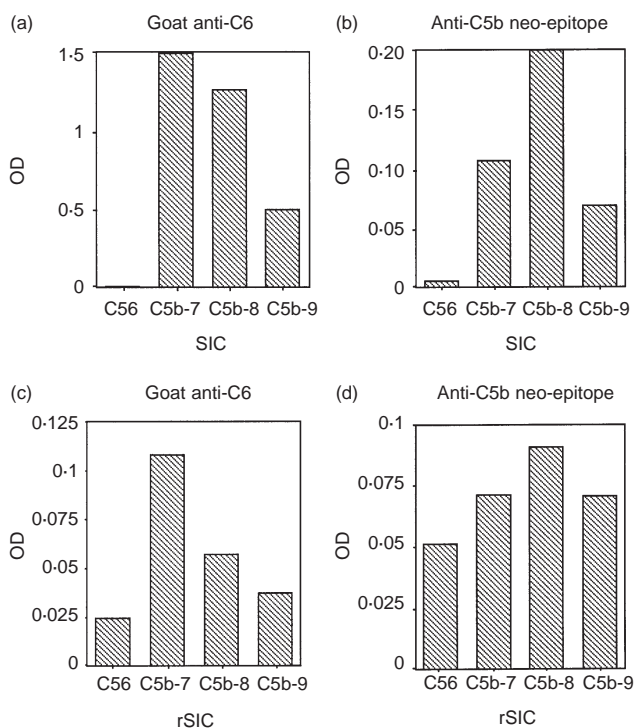 (a) Goat anti-C6
1·5
1
0·5
0
OD
C56 C5b-7 C5b-8 C5b-9
SIC
(b) Anti-C5b neo-epitope
0·20
0·15
0·10
0·05
0
OD
C56 C5b-7 C5b-8 C5b-9
SIC
(c) Goat anti-C6
0·125
0·1
0·075
0·05
0·025
0
OD
C56 C5b-7 C5b-8 C5b-9
rSIC
(d) Anti-C5b neo-epitope
0·1
0·075
0·05
0·025
0
OD
C56 C5b-7 C5b-8 C5b-9
rSIC